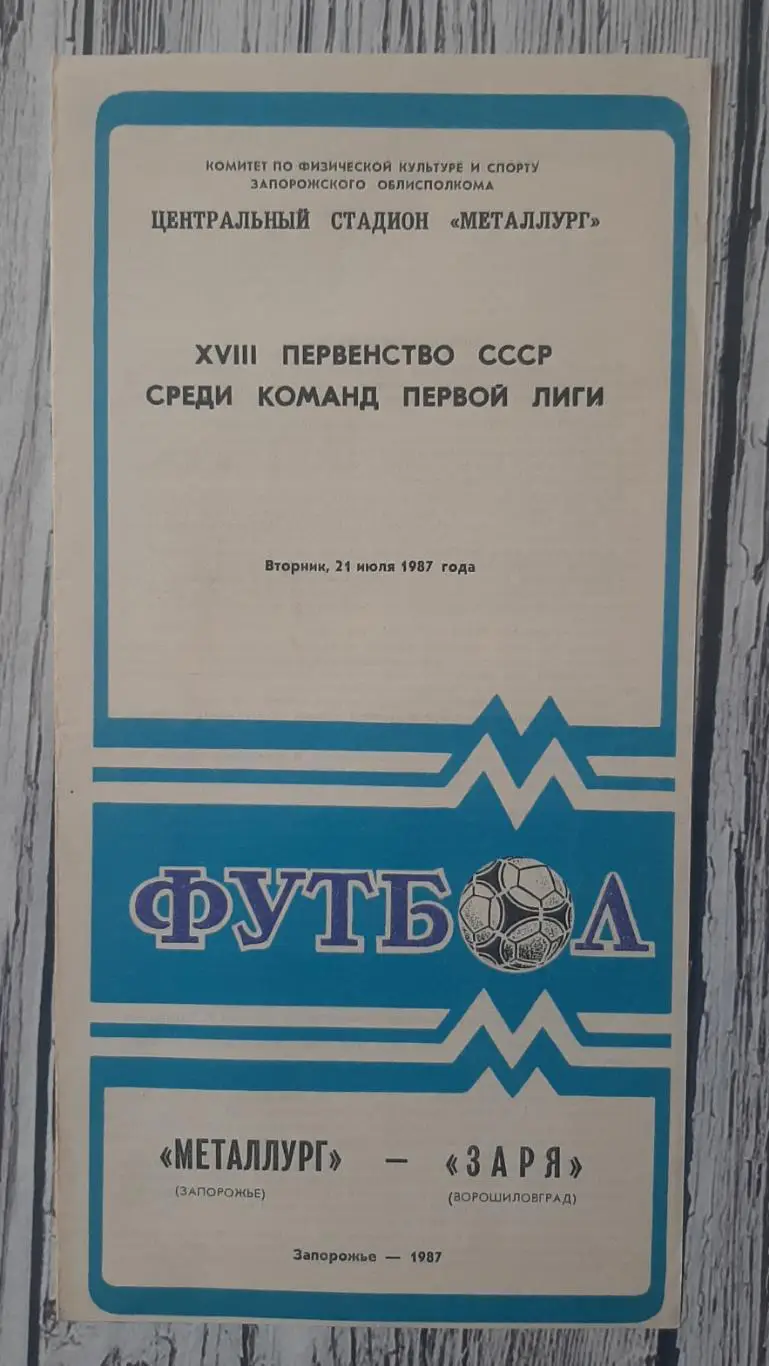 КОМИТЕТ ПО ФИЗИЧЕСКОЙ КУЛЬТУРЕ И СПОРТУ
ЗАПОРОЖСКОГО ОБЛИСПОЛКОМА
ЦЕНТРАЛЬНЫЙ СТАДИОН «МЕТАЛЛУРГ»
XVIII ПЕРВЕНСТВО СССР
СРЕДИ КОМАНД ПЕРВОЙ ЛИГИ
Вторник, 21 июля 1987 года
ФУТБОЛ
«МЕТАЛЛУРГ» — «ЗАРЯ»
(ЗАПОРОЖЬЕ) (ВОРОШИЛОВГРАД)
Запорожье — 1987